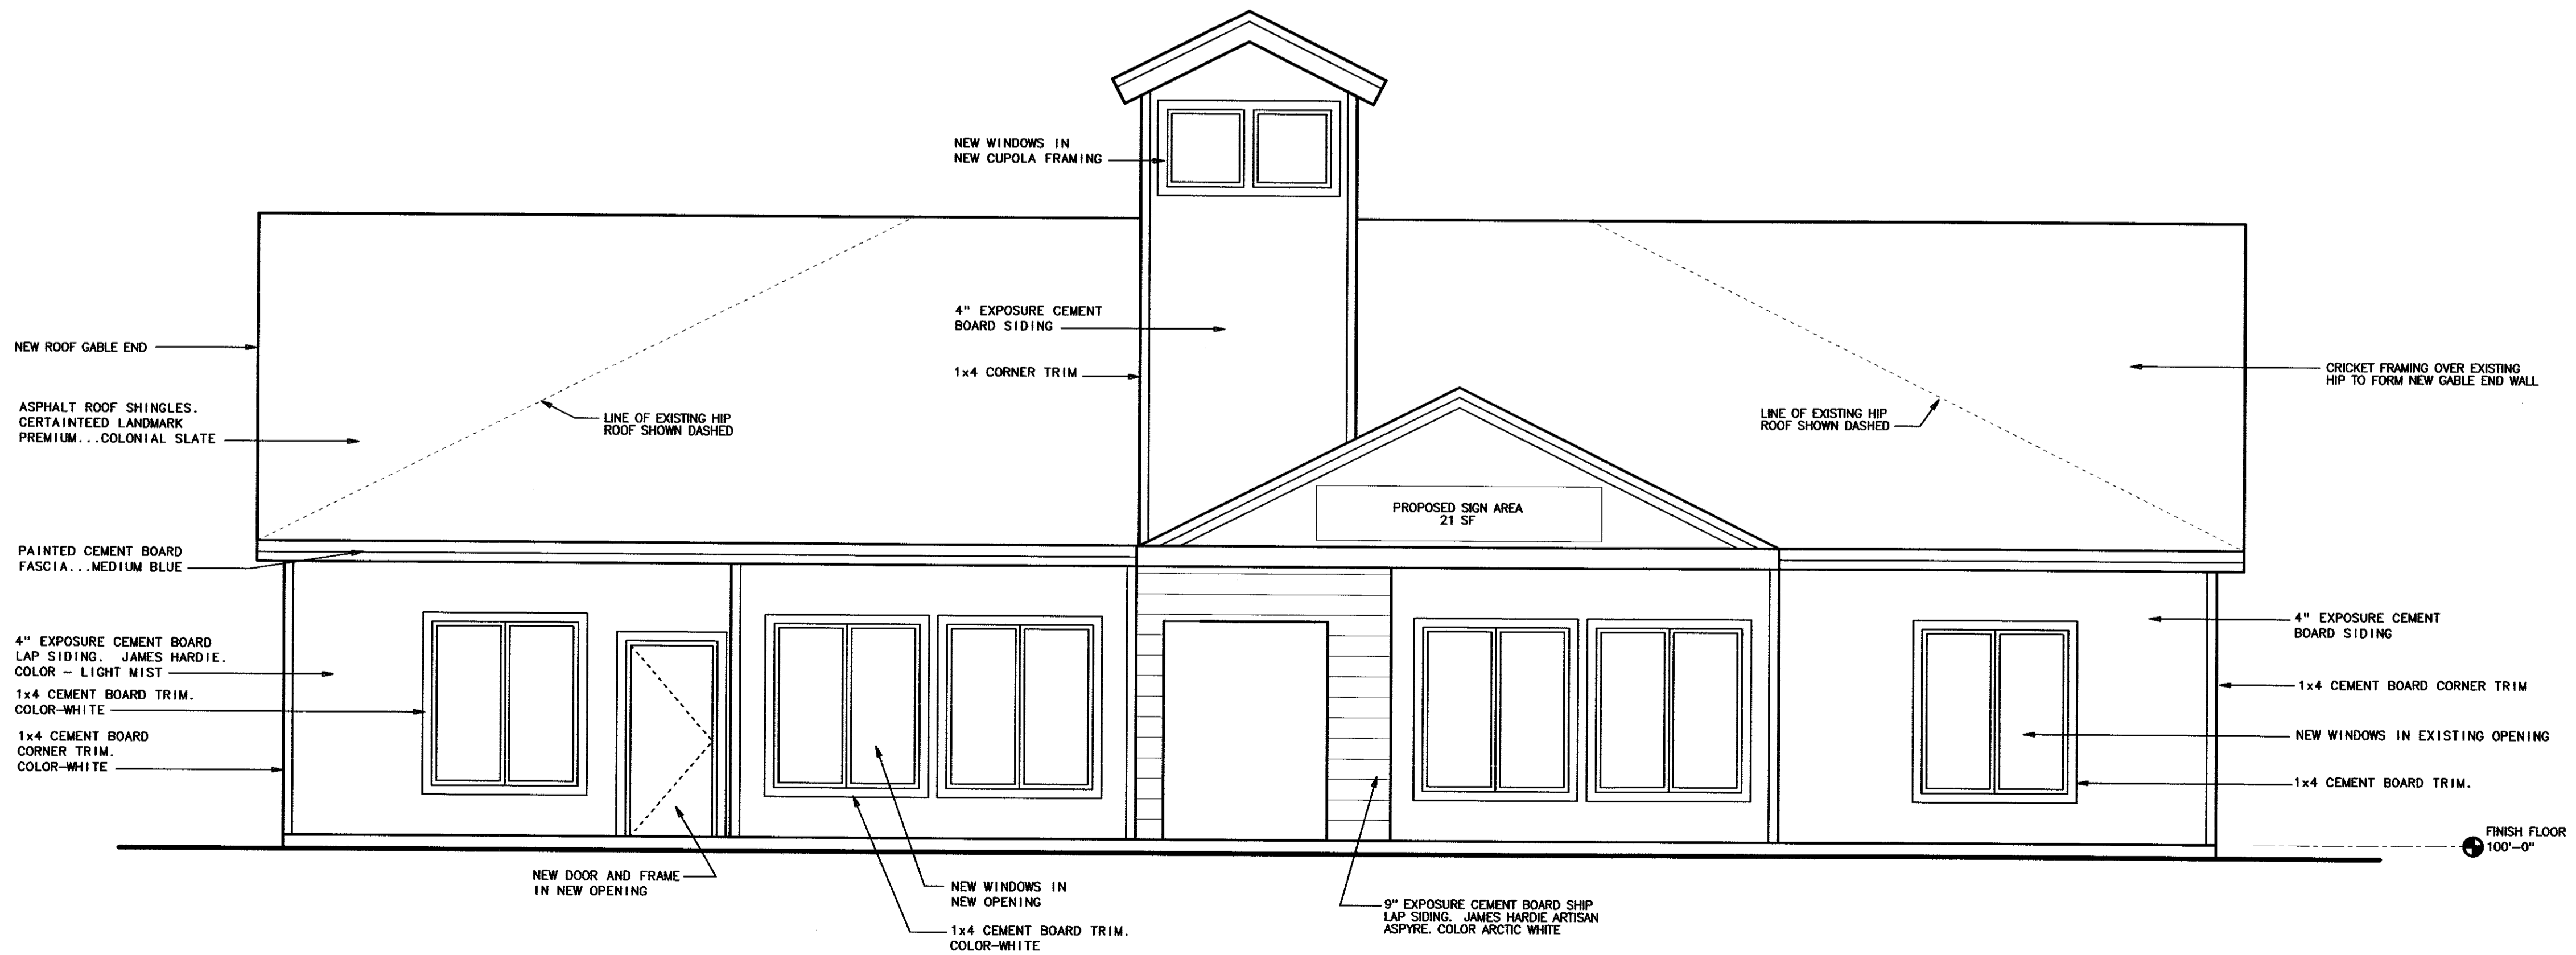 NEW WINDOWS IN
NEW CUPOLA FRAMING
4" EXPOSURE CEMENT
BOARD SIDING
1x4 CORNER TRIM
NEW ROOF GABLE END
ASPHALT ROOF SHINGLES.
CERTAINTEED LANDMARK
PREMIUM...COLONIAL SLATE
LINE OF EXISTING HIP
ROOF SHOWN DASHED
LINE OF EXISTING HIP
ROOF SHOWN DASHED
CRICKET FRAMING OVER EXISTING
HIP TO FORM NEW GABLE END WALL
PROPOSED SIGN AREA
21 SF
PAINTED CEMENT BOARD
FASCIA...MEDIUM BLUE
4" EXPOSURE CEMENT BOARD
LAP SIDING. JAMES HARDIE.
COLOR - LIGHT MIST
1x4 CEMENT BOARD TRIM.
COLOR-WHITE
1x4 CEMENT BOARD
CORNER TRIM.
COLOR-WHITE
4" EXPOSURE CEMENT
BOARD SIDING
1x4 CEMENT BOARD CORNER TRIM
NEW WINDOWS IN EXISTING OPENING
1x4 CEMENT BOARD TRIM.
FINISH FLOOR
100'-0"
NEW DOOR AND FRAME
IN NEW OPENING
NEW WINDOWS IN
NEW OPENING
1x4 CEMENT BOARD TRIM.
COLOR-WHITE
9" EXPOSURE CEMENT BOARD SHIP
LAP SIDING. JAMES HARDIE ARTISAN
ASPYRE. COLOR ARCTIC WHITE